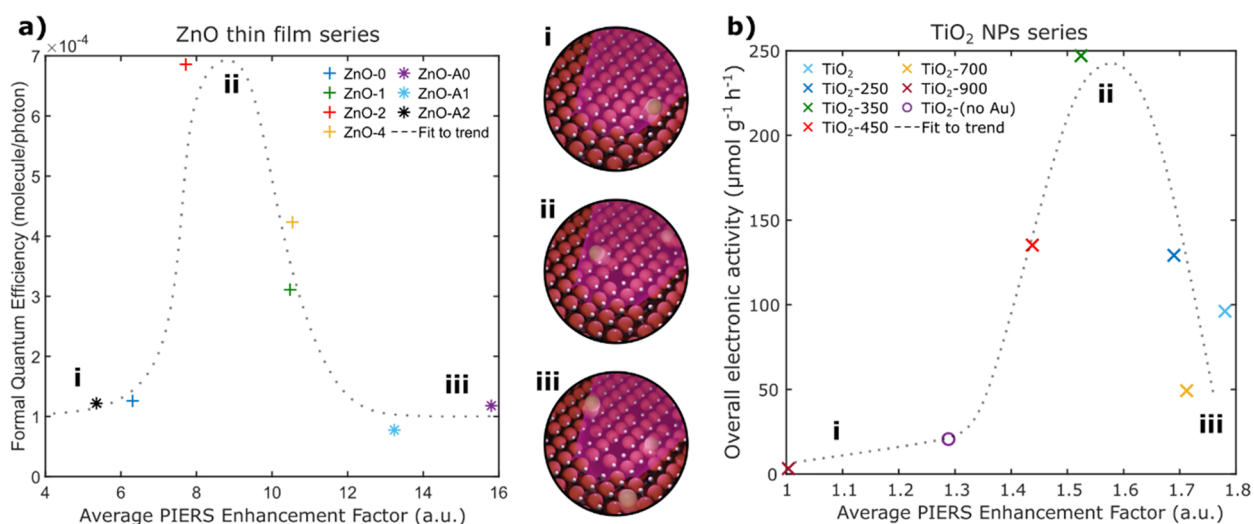 a)
ZnO thin film series
×10⁻⁴
7
6
5
4
3
2
1
0
Formal Quantum Efficiency (molecule/photon)
ZnO-0
ZnO-1
ZnO-2
ZnO-4
ZnO-A0
ZnO-A1
ZnO-A2
Fit to trend
i
ii
iii
4 6 8 10 12 14 16
Average PIERS Enhancement Factor (a.u.)
i
ii
iii
b)
TiO₂ NPs series
250
200
150
100
50
0
Overall electronic activity (μmol g⁻¹ h⁻¹)
TiO₂
TiO₂-250
TiO₂-350
TiO₂-450
TiO₂-700
TiO₂-900
TiO₂-(no Au)
Fit to trend
i
ii
iii
1 1.1 1.2 1.3 1.4 1.5 1.6 1.7 1.8
Average PIERS Enhancement Factor (a.u.)